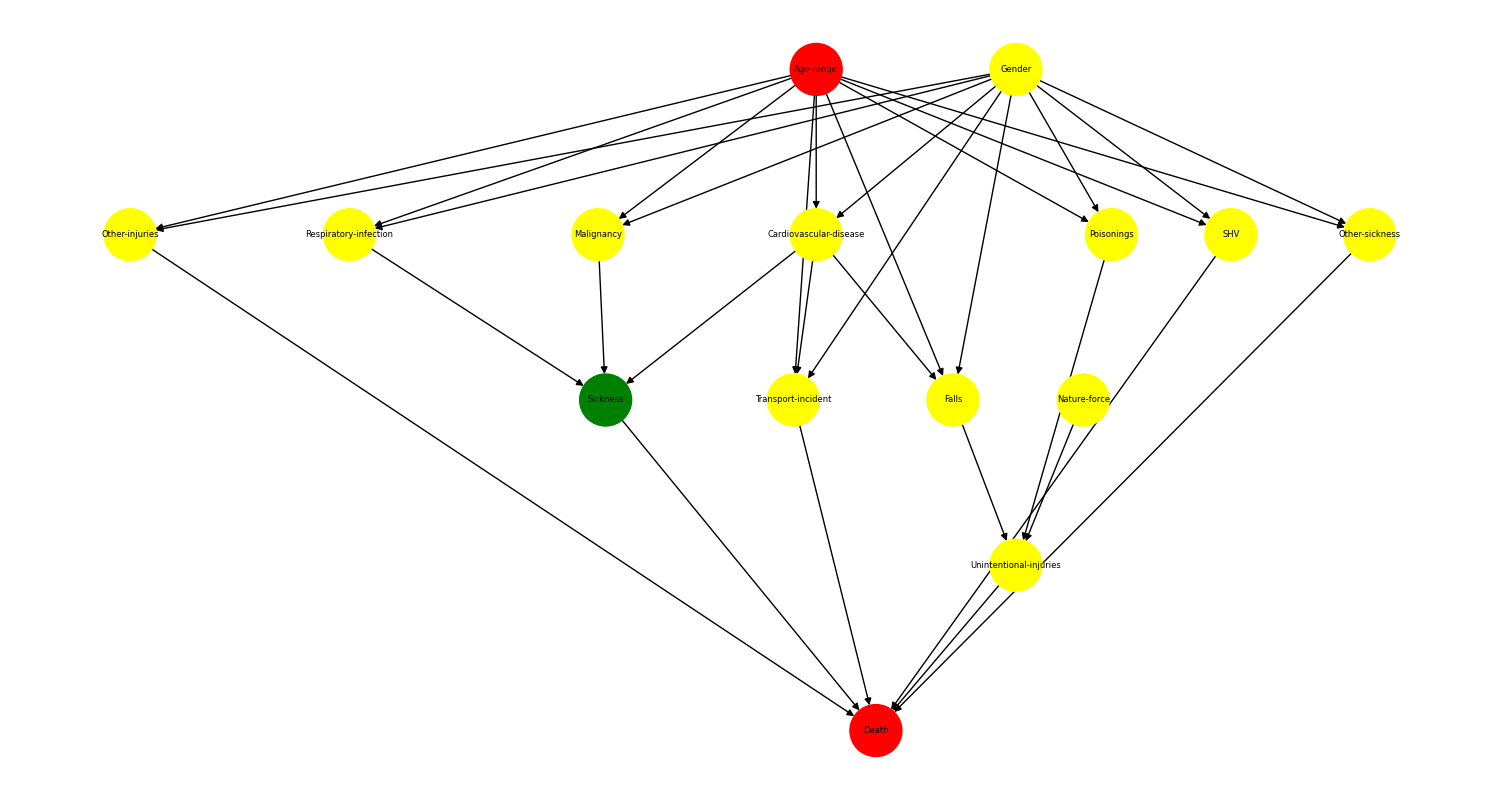 Age-range
Gender
Other-injuries
Respiratory-infection
Malignancy
Cardiovascular-disease
Poisonings
SHV
Other-sickness
Sickness
Transport-incident
Falls
Nature-force
Unintentional-injuries
Death